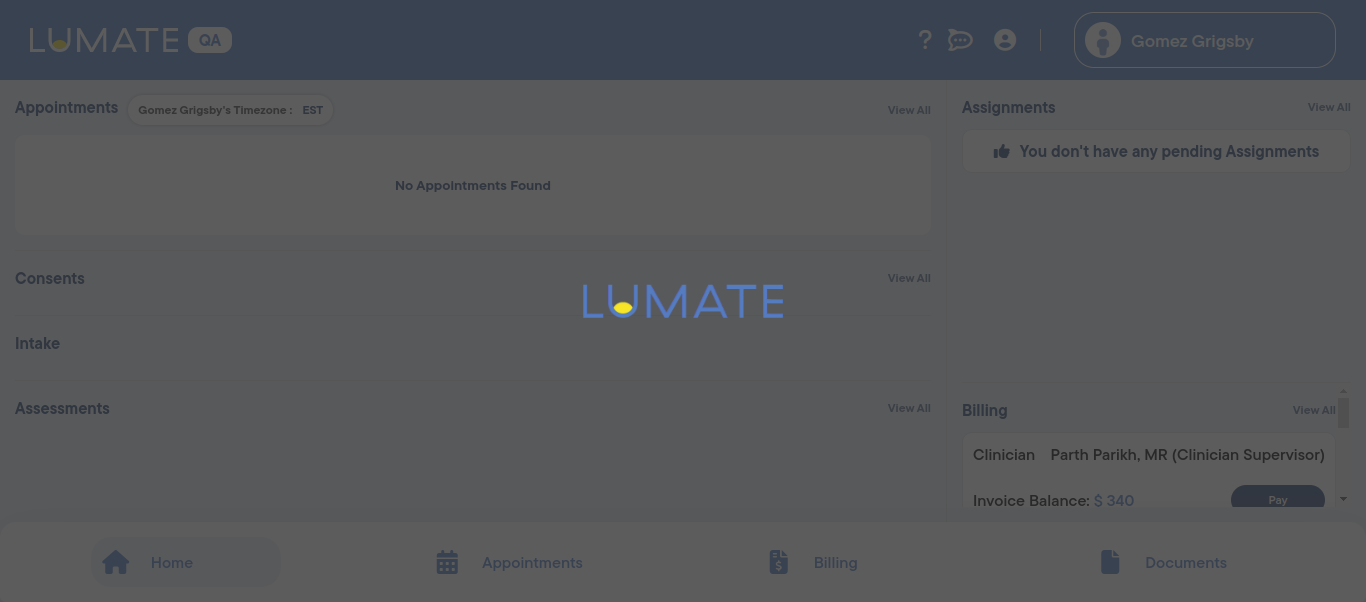 LUMATE QA
? Gomez Grigsby
Appointments Gomez Grigsby's Timezone : EST View All
No Appointments Found
Consents View All
Intake
Assessments View All
Assignments View All
You don't have any pending Assignments
Billing View All
Clinician Parth Parikh, MR (Clinician Supervisor)
Invoice Balance: $ 340 Pay
LUMATE
Home Appointments Billing Documents